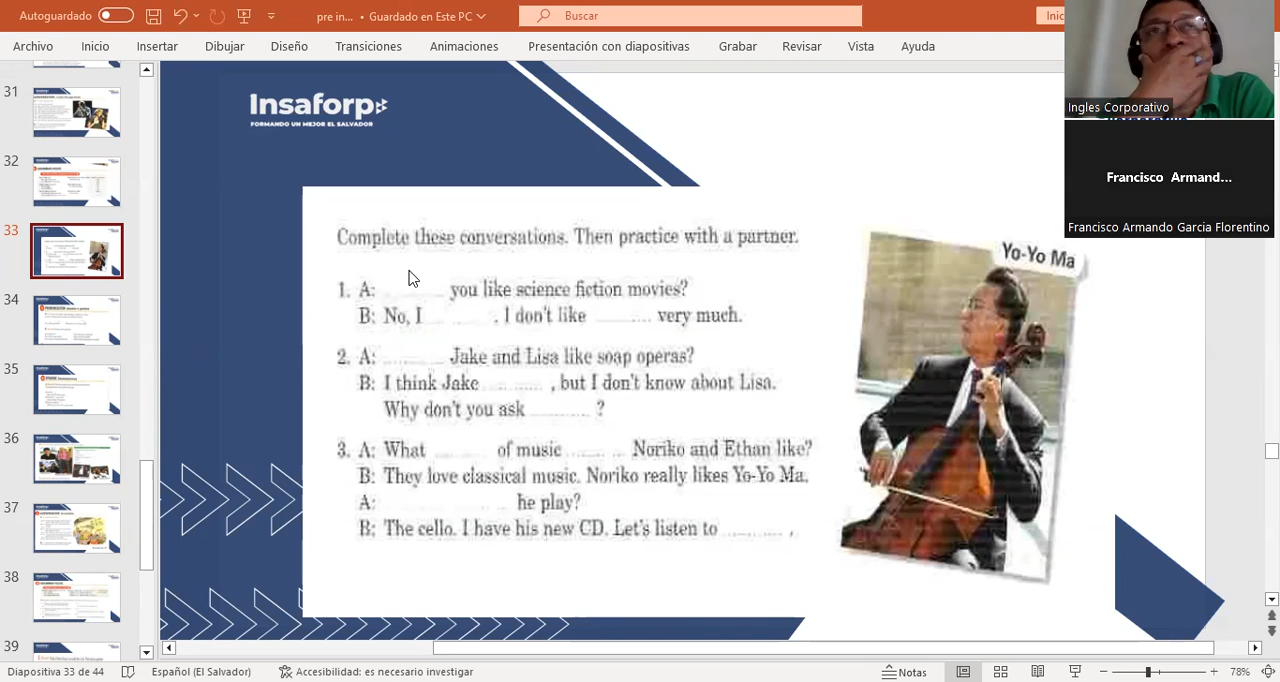 Autoguardado
pre in... • Guardado en Este PC
Buscar
Inic
Archivo Inicio Insertar Dibujar Diseño Transiciones Animaciones Presentación con diapositivas Grabar Revisar Vista Ayuda
Ingles Corporativo
Francisco Armand...
Francisco Armando Garcia Florentino
31
32
33
34
35
36
37
38
39
Insaforp
FORMANDO UN MEJOR EL SALVADOR
Complete these conversations. Then practice with a partner.
1. A: ........ you like science fiction movies?
B: No, I ........ . I don't like ........ very much.
2. A: ........ Jake and Lisa like soap operas?
B: I think Jake ........ , but I don't know about Lisa.
Why don't you ask ........ ?
3. A: What ........ of music ........ Noriko and Ethan like?
B: They love classical music. Noriko really likes Yo-Yo Ma.
A: ........ he play?
B: The cello. I have his new CD. Let's listen to ........ .
Yo-Yo Ma
Diapositiva 33 de 44 Español (El Salvador) Accesibilidad: es necesario investigar Notas 78%